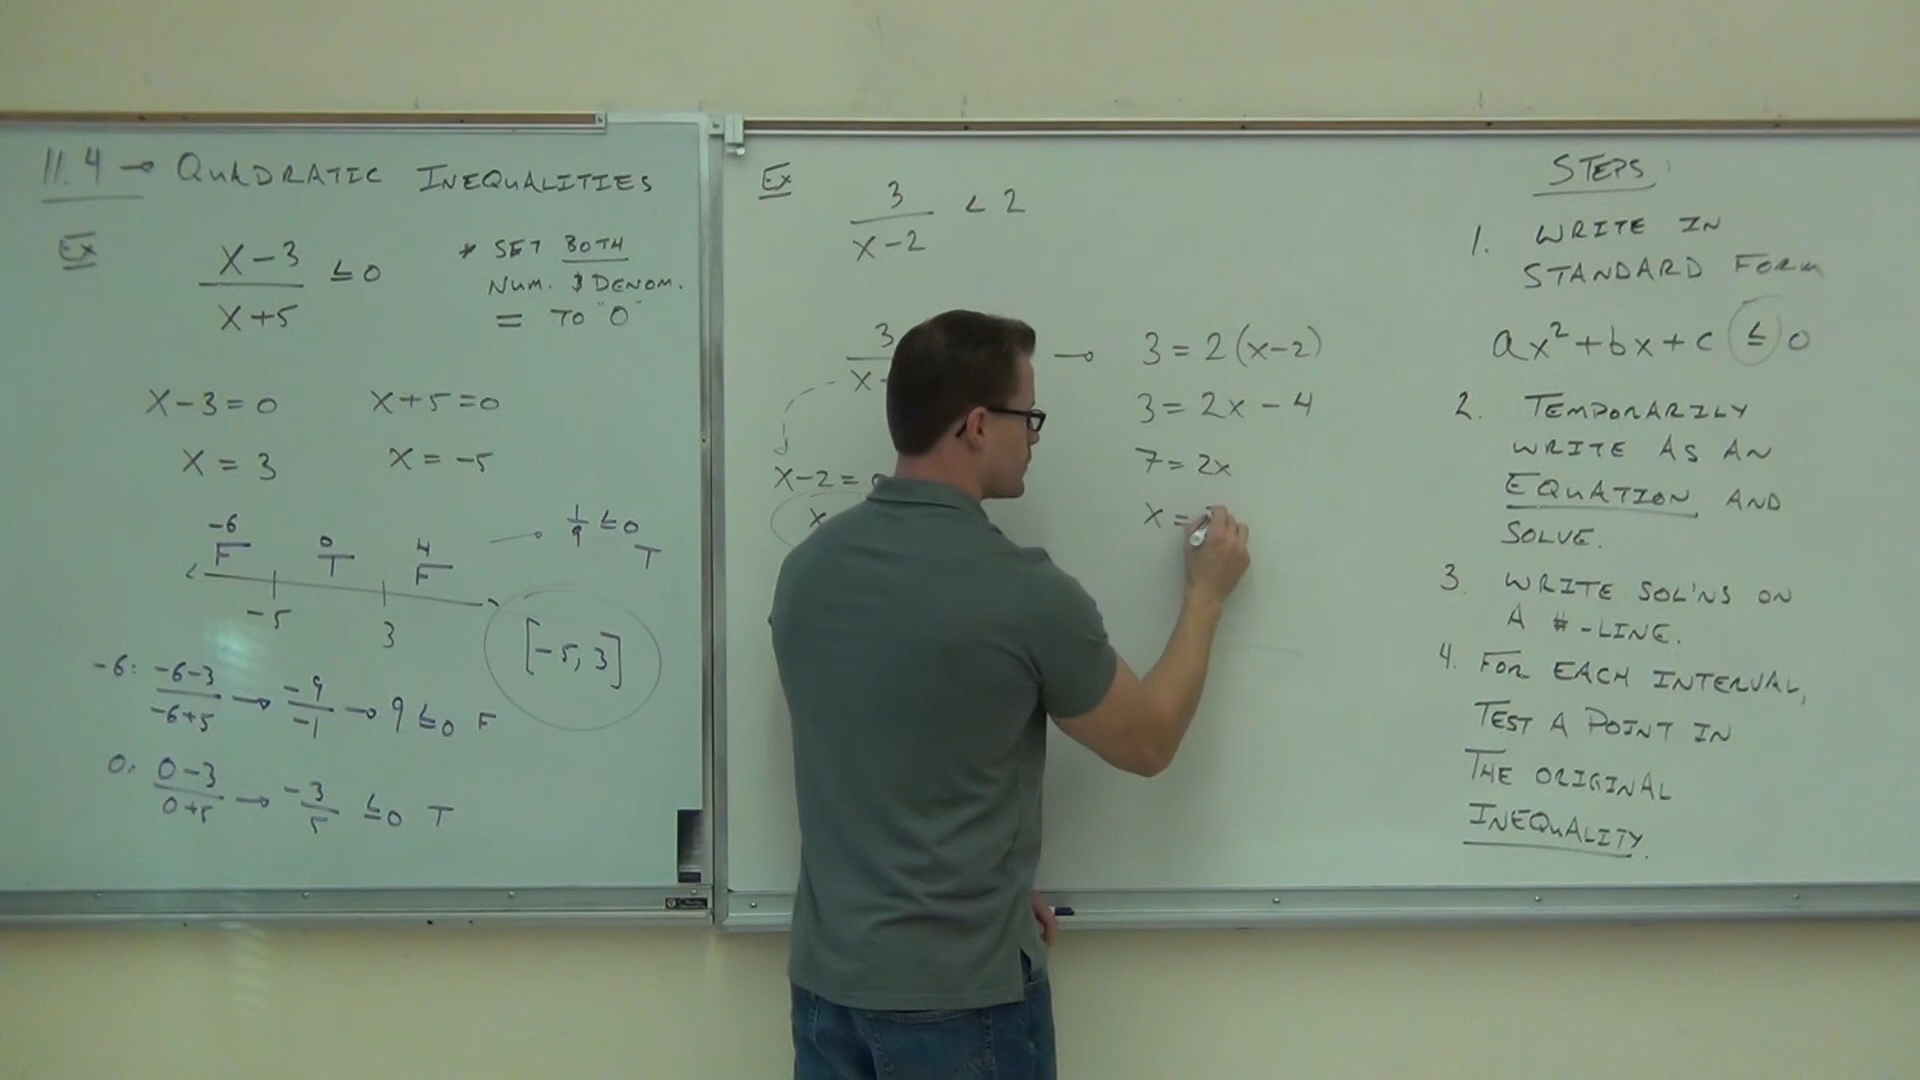 11.4 → QUADRATIC INEQUALITIES
Ex
x-3
x+5
≤ 0
* SET BOTH
NUM. & DENOM.
= TO "0"
x-3=0
x+5=0
x = 3
x = -5
-6 0 4
F T F
-5 3
→ 1/9 ≤ 0
T
[-5, 3]
-6: -6-3/-6+5 → -9/-1 → 9 ≤ 0 F
0: 0-3/0+5 → -3/5 ≤ 0 T
Ex
3
x-2
< 2
3
x-
→ 3 = 2(x-2)
3 = 2x - 4
7 = 2x
x =
x-2 =
x
STEPS:
1. WRITE IN
STANDARD FORM
ax²+bx+c ≤ 0
2. TEMPORARILY
WRITE AS AN
EQUATION AND
SOLVE.
3. WRITE SOL'NS ON
A #-LINE.
4. FOR EACH INTERVAL,
TEST A POINT IN
THE ORIGINAL
INEQUALITY.